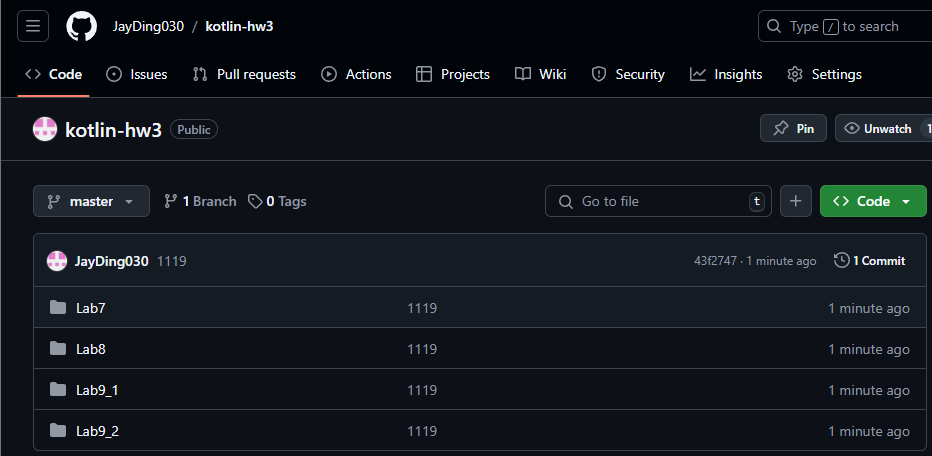 JayDing030 / kotlin-hw3 Type / to search
Code Issues Pull requests Actions Projects Wiki Security Insights Settings
kotlin-hw3 Public Pin Unwatch 1
master 1 Branch 0 Tags Go to file t + Code
JayDing030 1119 43f2747 · 1 minute ago 1 Commit
Lab7 1119 1 minute ago
Lab8 1119 1 minute ago
Lab9_1 1119 1 minute ago
Lab9_2 1119 1 minute ago